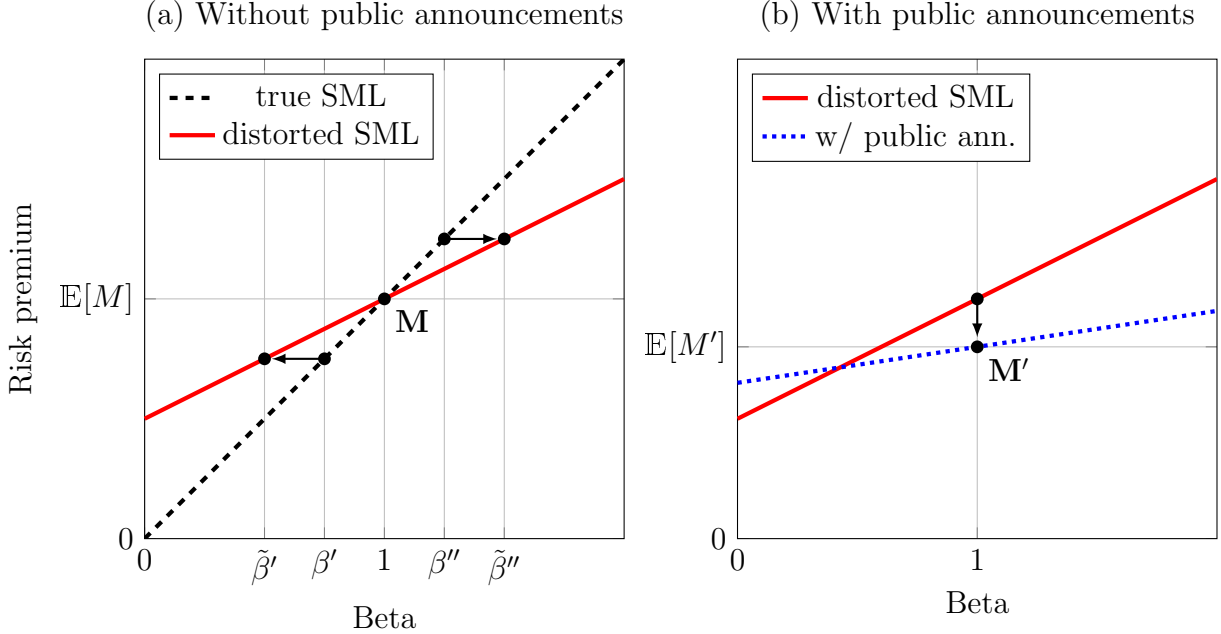 (a) Without public announcements
true SML
distorted SML
Risk premium
𝔼[M]
M
0
0
β̃′
β′
1
β′′
β̃′′
Beta
(b) With public announcements
distorted SML
w/ public ann.
𝔼[M′]
M′
0
0
1
Beta